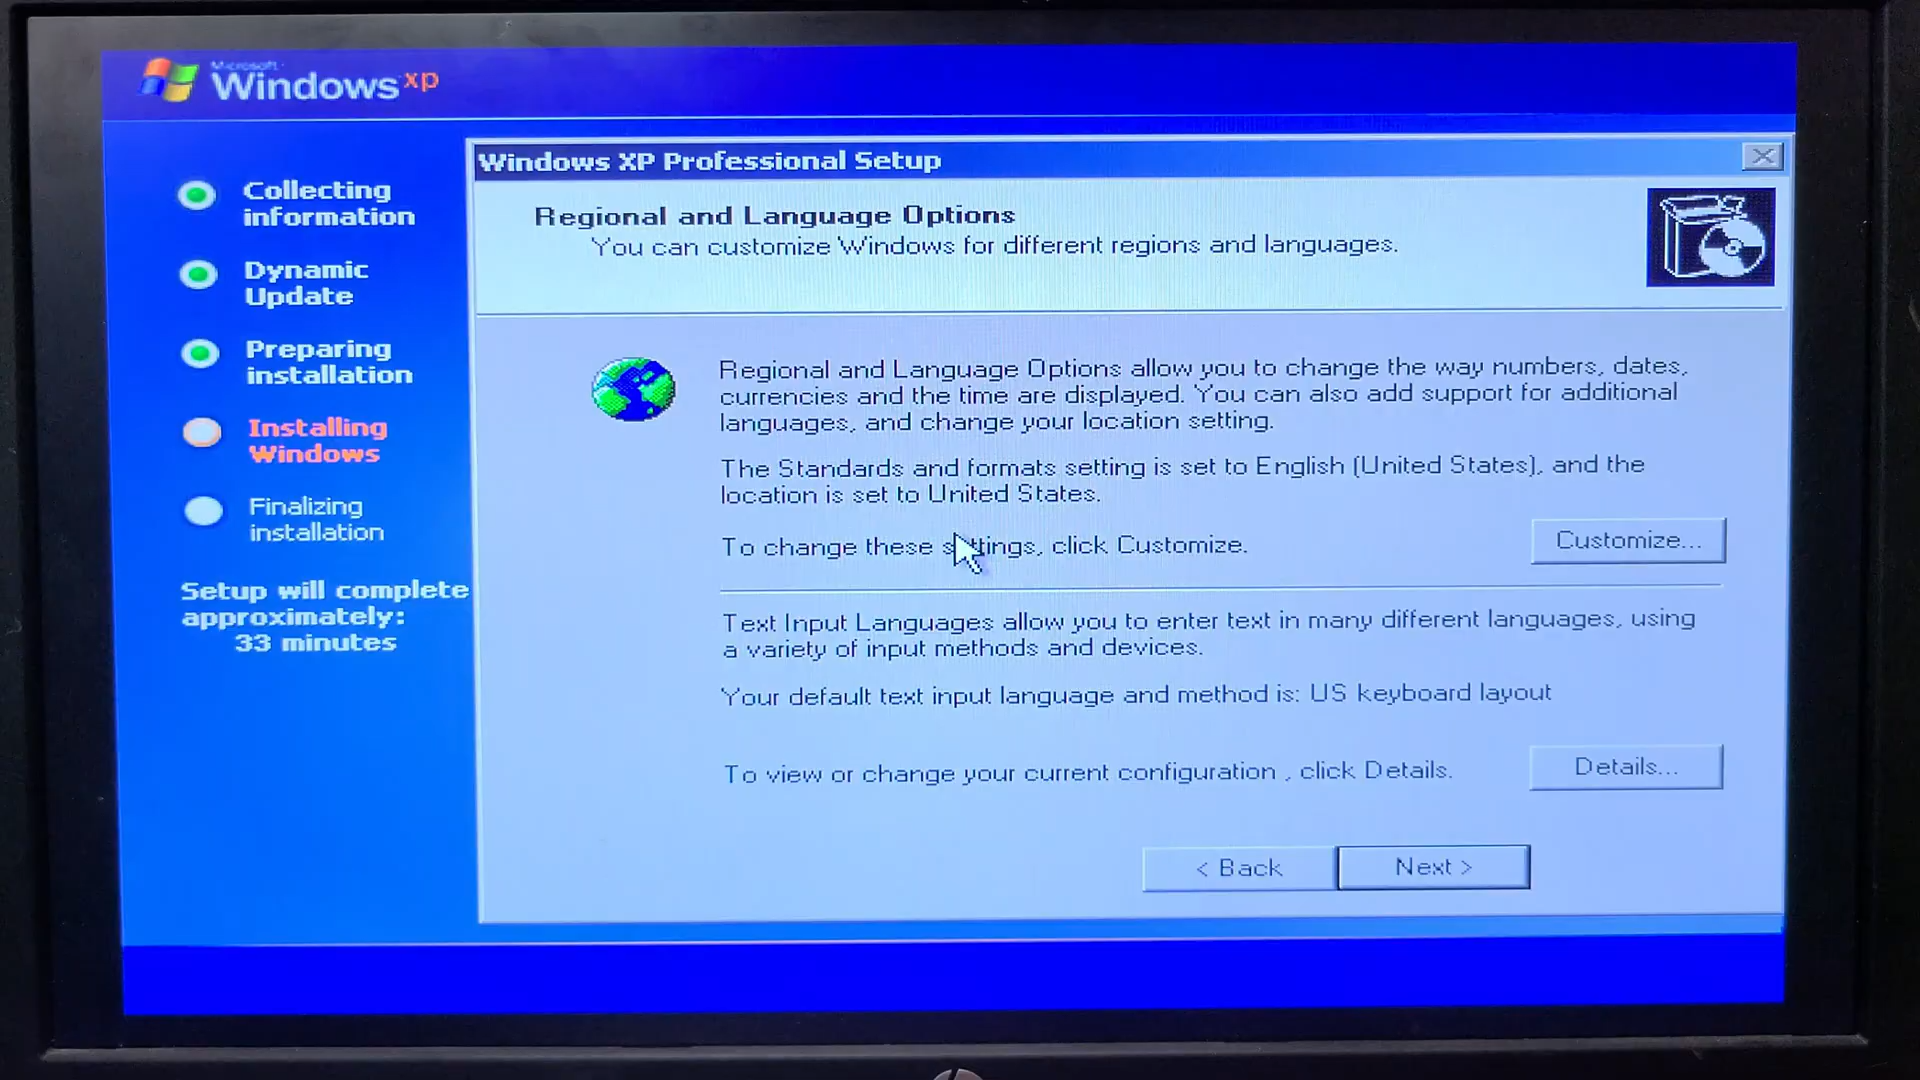 Microsoft
Windows xp
Collecting
information
Dynamic
Update
Preparing
installation
Installing
Windows
Finalizing
installation
Setup will complete
approximately:
33 minutes
Windows XP Professional Setup
Regional and Language Options
You can customize Windows for different regions and languages.
Regional and Language Options allow you to change the way numbers, dates,
currencies and the time are displayed. You can also add support for additional
languages, and change your location setting.
The Standards and formats setting is set to English (United States), and the
location is set to United States.
To change these settings, click Customize.
Customize...
Text Input Languages allow you to enter text in many different languages, using
a variety of input methods and devices.
Your default text input language and method is: US keyboard layout
To view or change your current configuration , click Details.
Details...
< Back
Next >